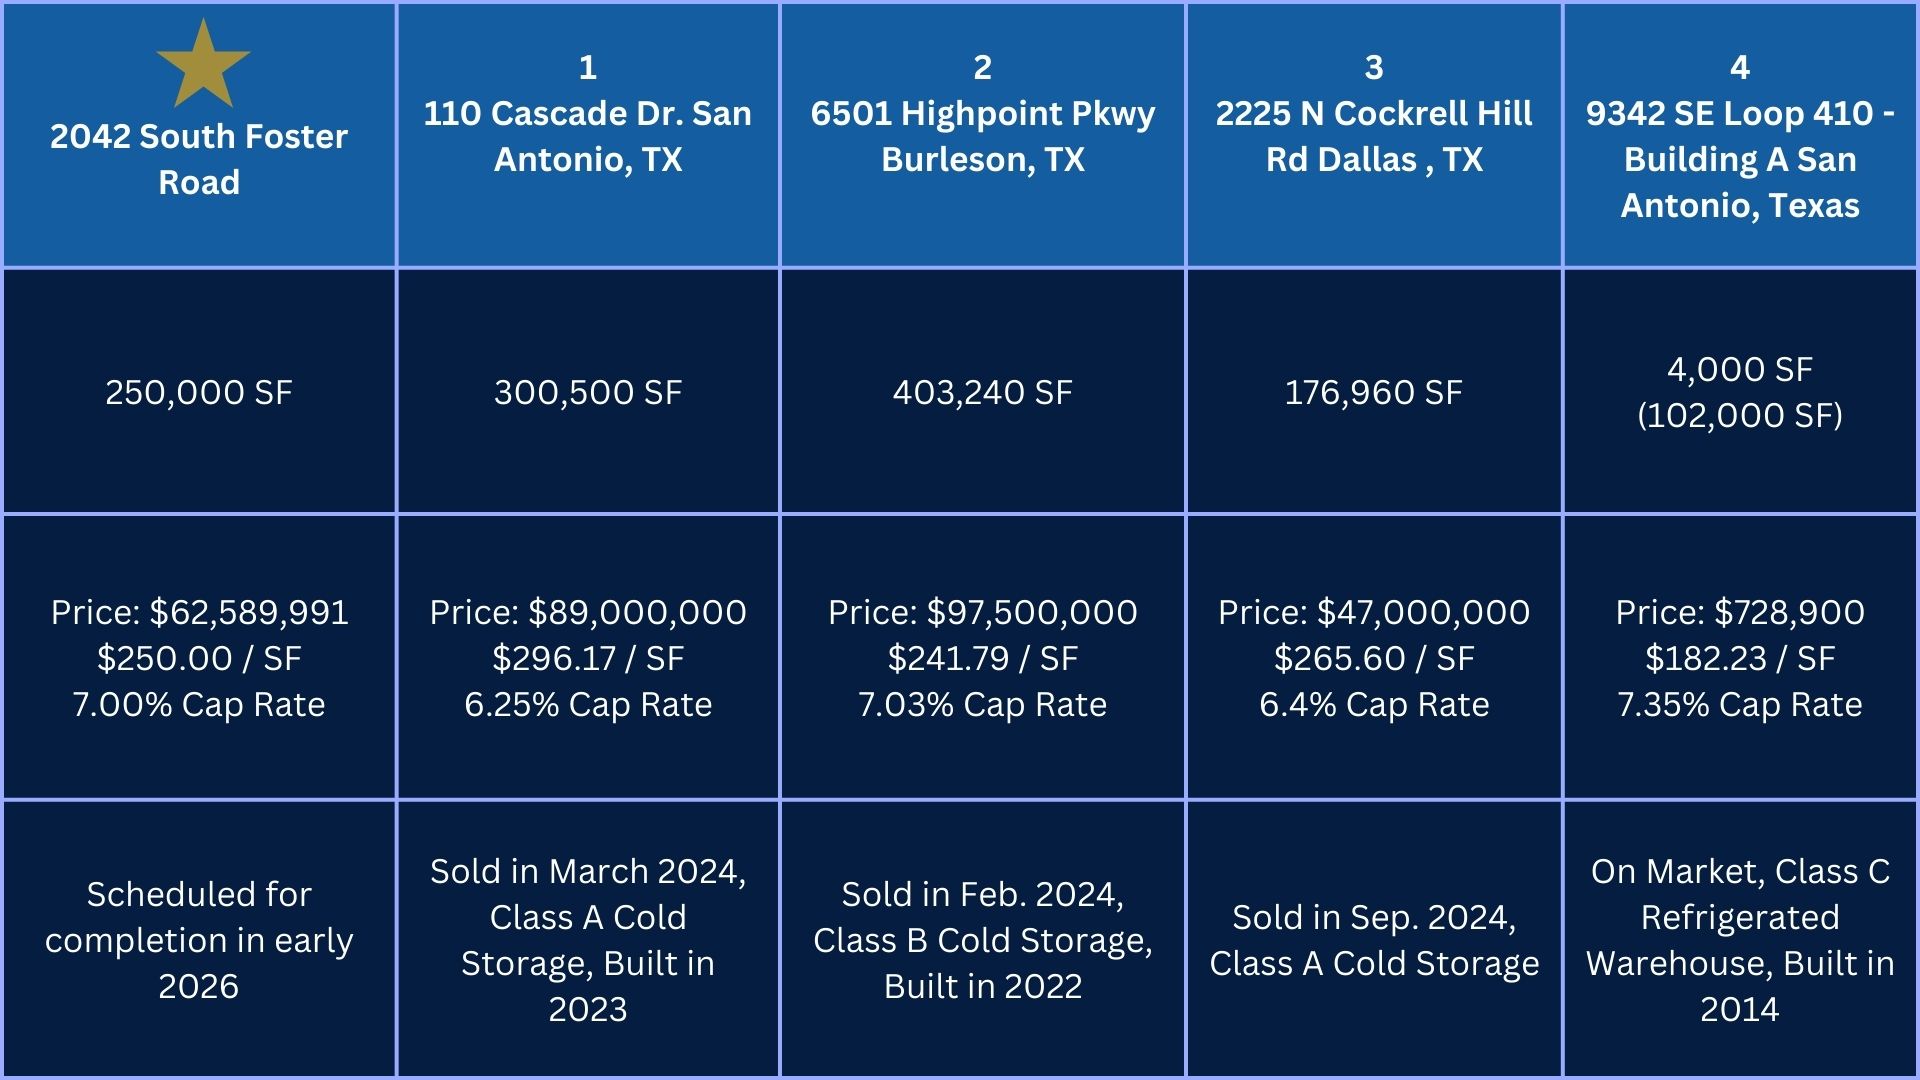 2042 South Foster
Road
1
110 Cascade Dr. San
Antonio, TX
2
6501 Highpoint Pkwy
Burleson, TX
3
2225 N Cockrell Hill
Rd Dallas , TX
4
9342 SE Loop 410 -
Building A San
Antonio, Texas
250,000 SF
300,500 SF
403,240 SF
176,960 SF
4,000 SF
(102,000 SF)
Price: $62,589,991
$250.00 / SF
7.00% Cap Rate
Price: $89,000,000
$296.17 / SF
6.25% Cap Rate
Price: $97,500,000
$241.79 / SF
7.03% Cap Rate
Price: $47,000,000
$265.60 / SF
6.4% Cap Rate
Price: $728,900
$182.23 / SF
7.35% Cap Rate
Scheduled for
completion in early
2026
Sold in March 2024,
Class A Cold
Storage, Built in
2023
Sold in Feb. 2024,
Class B Cold Storage,
Built in 2022
Sold in Sep. 2024,
Class A Cold Storage
On Market, Class C
Refrigerated
Warehouse, Built in
2014